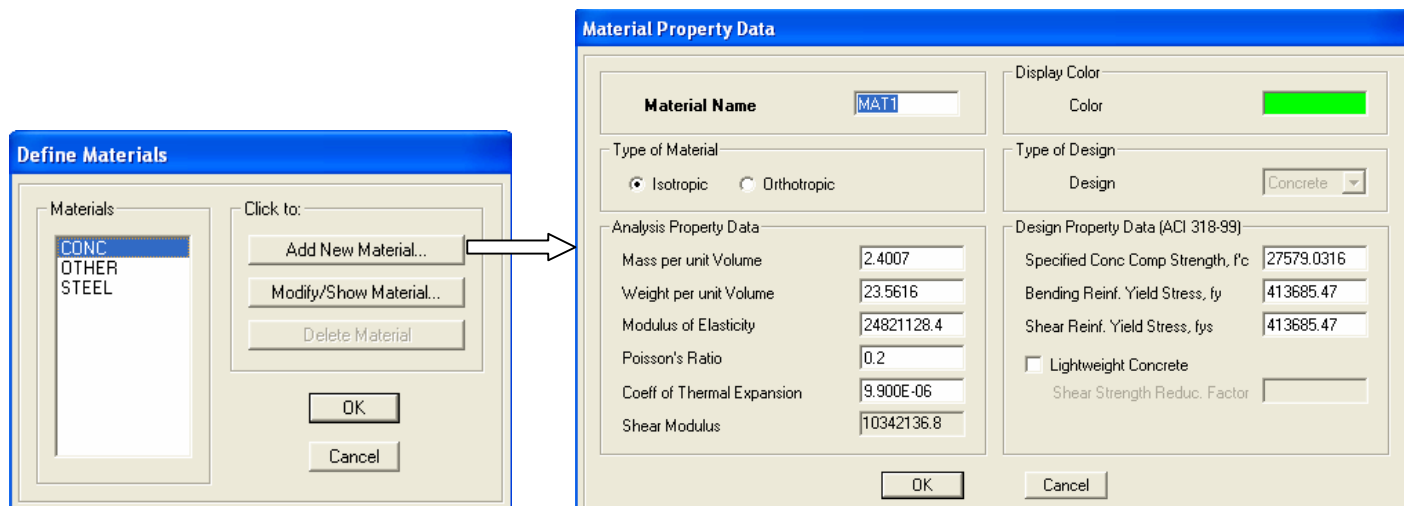 Define Materials
Materials
CONC
OTHER
STEEL
Click to:
Add New Material...
Modify/Show Material...
Delete Material
OK
Cancel
Material Property Data
Material Name
MAT1
Display Color
Color
Type of Material
Isotropic
Orthotropic
Type of Design
Design
Concrete
Analysis Property Data
Mass per unit Volume
2.4007
Weight per unit Volume
23.5616
Modulus of Elasticity
24821128.4
Poisson's Ratio
0.2
Coeff of Thermal Expansion
9.900E-06
Shear Modulus
10342136.8
Design Property Data (ACI 318-99)
Specified Conc Comp Strength, f'c
27579.0316
Bending Reinf. Yield Stress, fy
413685.47
Shear Reinf. Yield Stress, fys
413685.47
Lightweight Concrete
Shear Strength Reduc. Factor
OK
Cancel